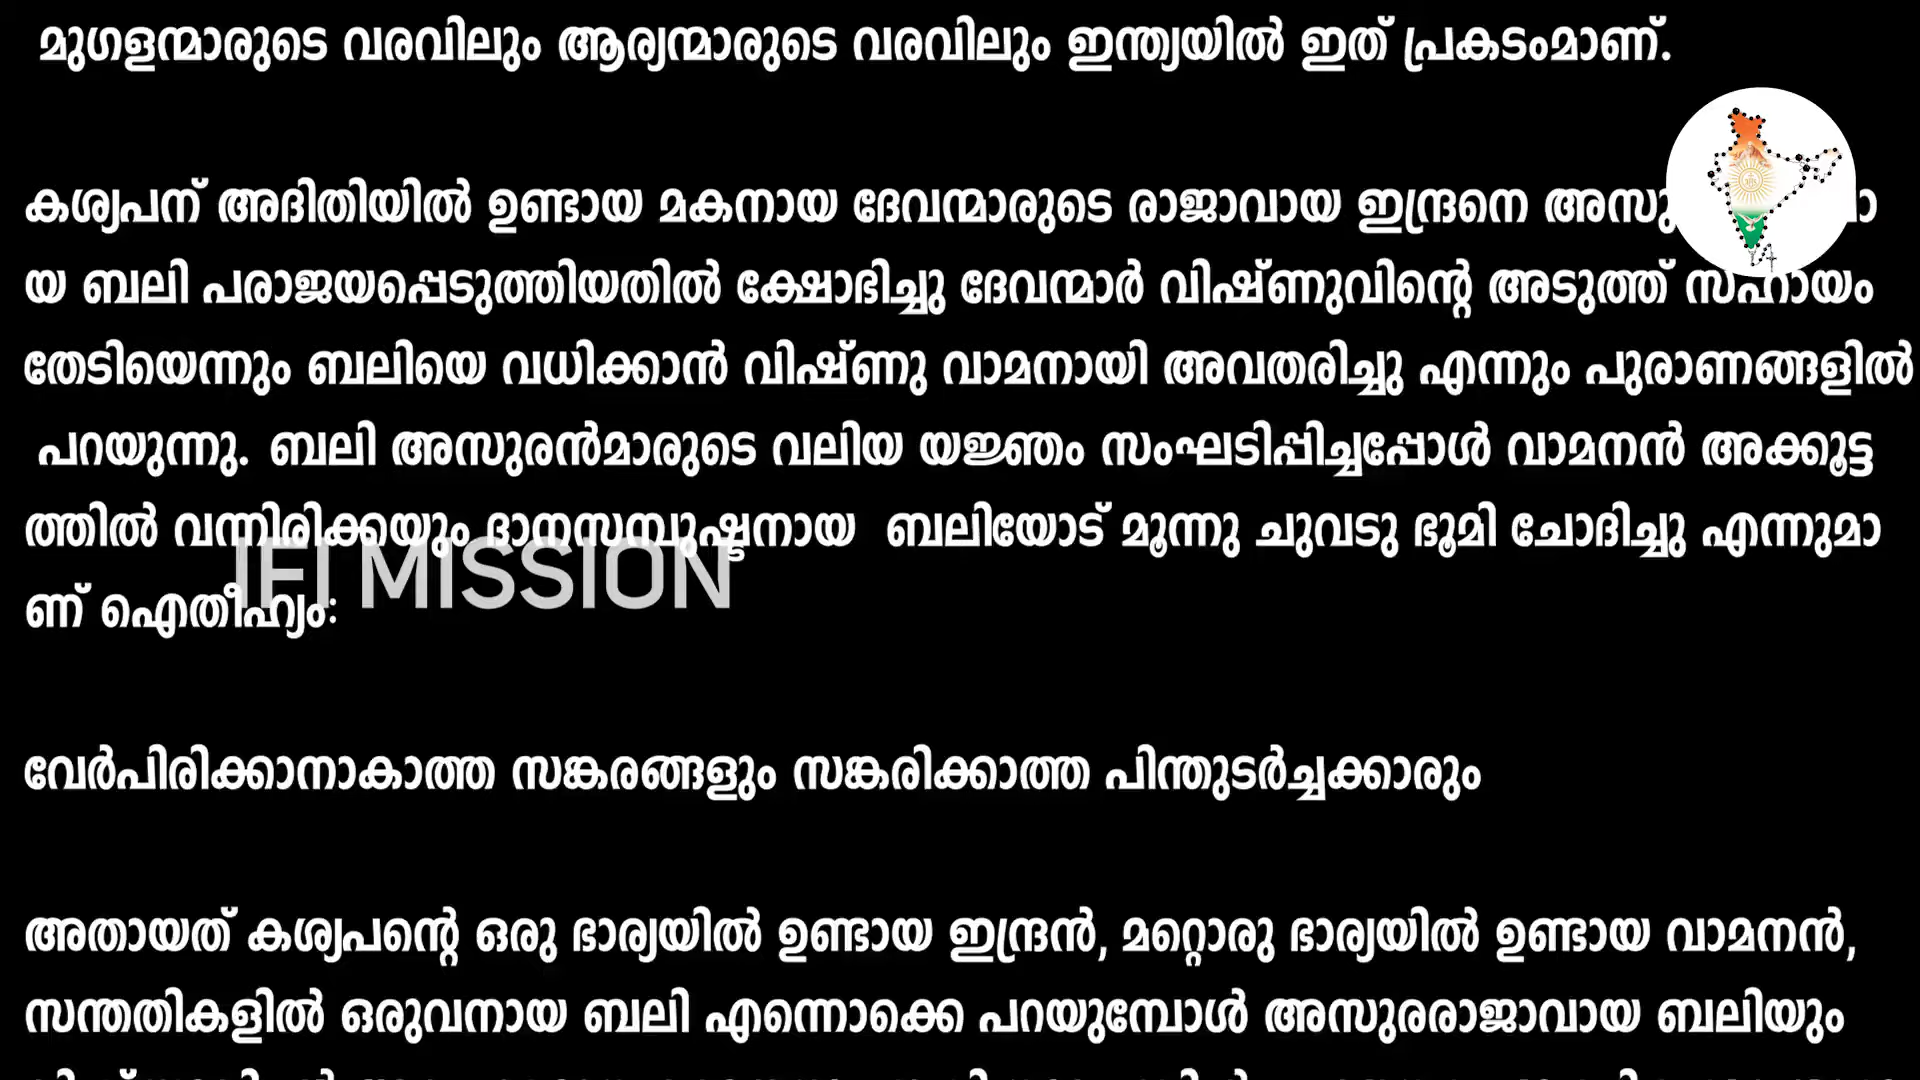 മുഗളന്മാരുടെ വരവിലും ആര്യന്മാരുടെ വരവിലും ഇന്ത്യയിൽ ഇത് പ്രകടംമാണ്.
കശ്യപന് അദിതിയിൽ ഉണ്ടായ മകനായ ദേവന്മാരുടെ രാജാവായ ഇന്ദ്രനെ
യ ബലി പരാജയപ്പെടുത്തിയതിൽ ക്ഷോഭിച്ചു ദേവന്മാർ വിഷ്ണുവിന്റെ അടുത്ത് സഹായം
തേടിയെന്നും ബലിയെ വധിക്കാൻ വിഷ്ണു വാമനായി അവതരിച്ചു എന്നും പുരാണങ്ങളിൽ
പറയുന്നു. ബലി അസുരൻമാരുടെ വലിയ യജ്ഞം സംഘടിപ്പിച്ചപ്പോൾ വാമനൻ അക്കൂട്ട
ത്തിൽ വന്നിരിക്കയും ദാനസമ്പുഷ്ടനായ ബലിയോട് മൂന്നു ചുവടു ഭൂമി ചോദിച്ചു എന്നുമാ
IFI MISSION
ണ് ഐതീഹ്യം:
വേർപിരിക്കാനാകാത്ത സങ്കരങ്ങളും സങ്കരിക്കാത്ത പിന്തുടർച്ചക്കാരും
അതായത് കശ്യപന്റെ ഒരു ഭാര്യയിൽ ഉണ്ടായ ഇന്ദ്രൻ, മറ്റൊരു ഭാര്യയിൽ ഉണ്ടായ വാമനൻ,
സന്തതികളിൽ ഒരുവനായ ബലി എന്നൊക്കെ പറയുമ്പോൾ അസുരരാജാവായ ബലിയും